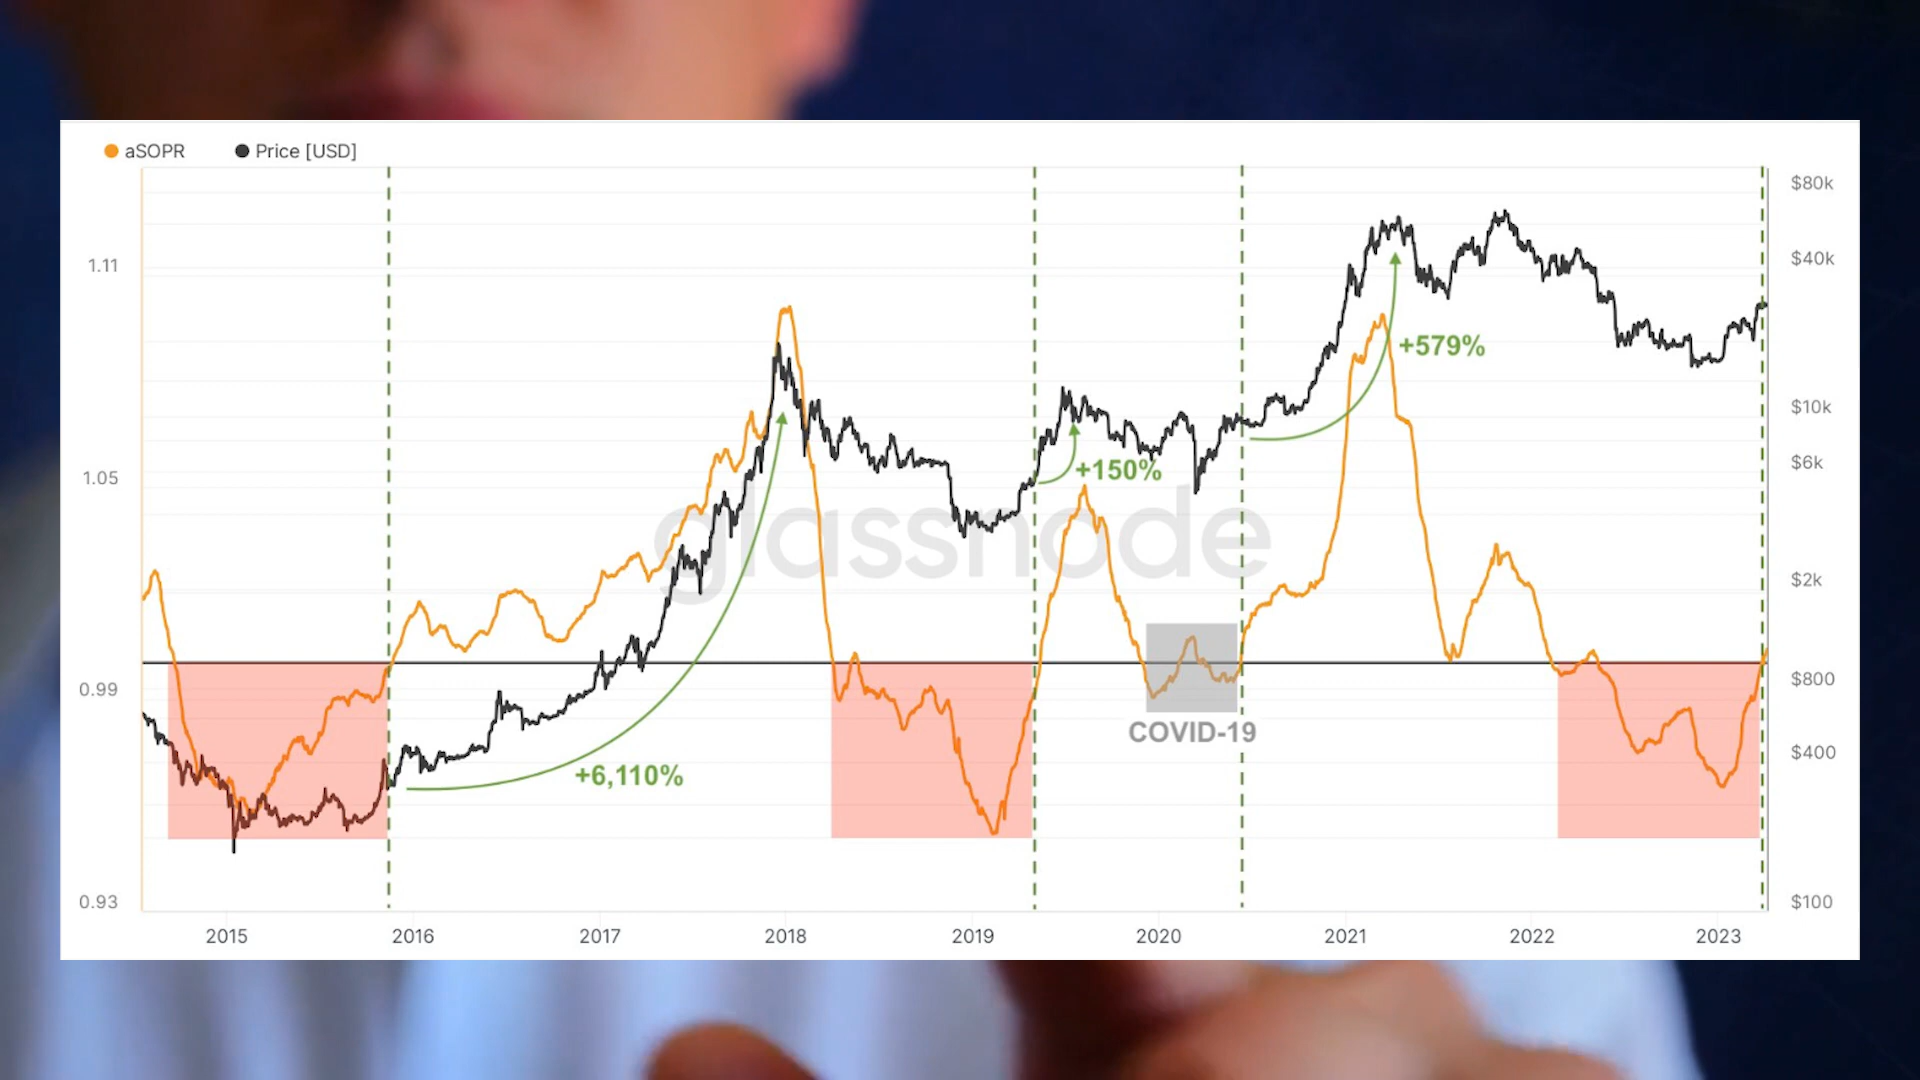 aSOPR
Price [USD]
$80k
1.11
$40k
+579%
$10k
+150%
$6k
1.05
glassnode
$2k
0.99
$800
COVID-19
$400
+6,110%
0.93
$100
2015 2016 2017 2018 2019 2020 2021 2022 2023